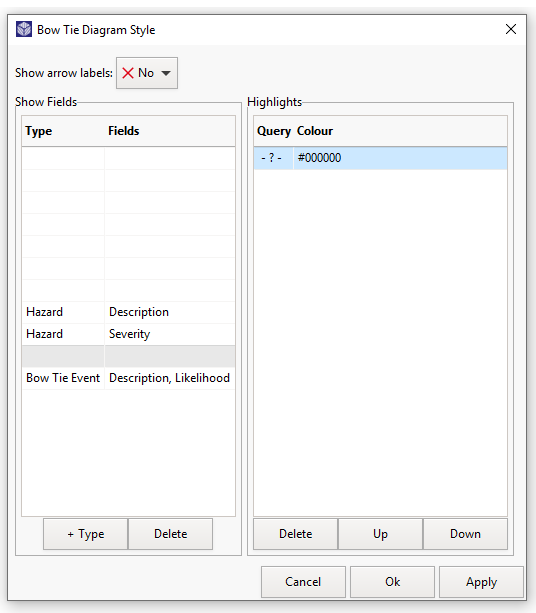 Bow Tie Diagram Style
Show arrow labels: No
Show Fields
Type Fields
Hazard Description
Hazard Severity
Bow Tie Event Description, Likelihood
+ Type Delete
Highlights
Query Colour
- ? - #000000
Delete Up Down
Cancel Ok Apply